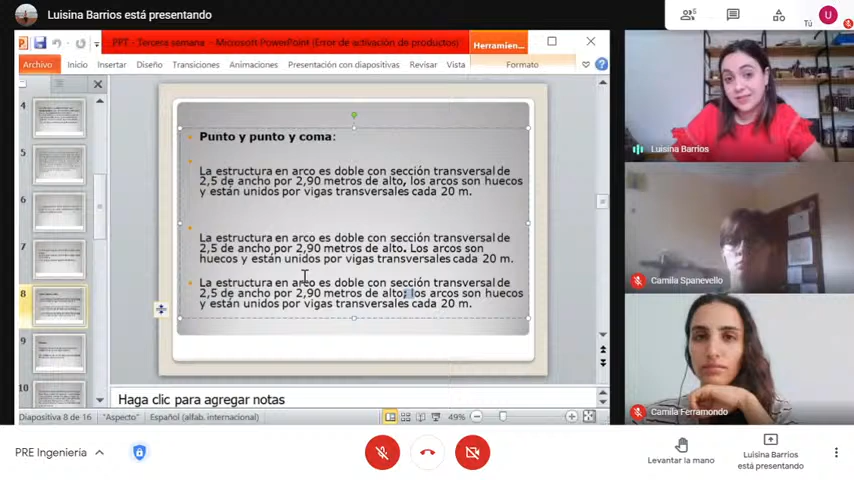 Luisina Barrios está presentando
6
U
Tú
PPT - Tercera semana - Microsoft PowerPoint (Error de activación de productos)
Herramien...
Archivo Inicio Insertar Diseño Transiciones Animaciones Presentación con diapositivas Revisar Vista Formato
4
5
6
7
8
9
10
Punto y punto y coma:
La estructura en arco es doble con sección transversal de
2,5 de ancho por 2,90 metros de alto, los arcos son huecos
y están unidos por vigas transversales cada 20 m.
La estructura en arco es doble con sección transversal de
2,5 de ancho por 2,90 metros de alto. Los arcos son
huecos y están unidos por vigas transversales cada 20 m.
La estructura en arco es doble con sección transversal de
2,5 de ancho por 2,90 metros de alto; los arcos son huecos
y están unidos por vigas transversales cada 20 m.
Haga clic para agregar notas
Diapositiva 8 de 16 "Aspecto" Español (alfab. internacional) 49%
Luisina Barrios
Camila Spanevello
Camila Ferramondo
PRE Ingeniería
Levantar la mano
Luisina Barrios
está presentando